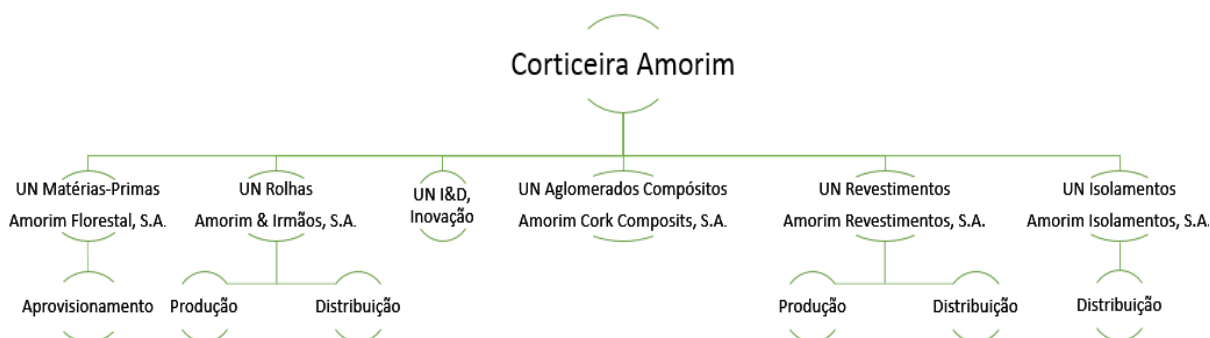 Corticeira Amorim
UN Matérias-Primas
Amorim Florestal, S.A.
UN Rolhas
Amorim & Irmãos, S.A.
UN I&D,
Inovação
UN Aglomerados Compósitos
Amorim Cork Composits, S.A.
UN Revestimentos
Amorim Revestimentos, S.A.
UN Isolamentos
Amorim Isolamentos, S.A.
Aprovisionamento
Produção
Distribuição
Produção
Distribuição
Distribuição